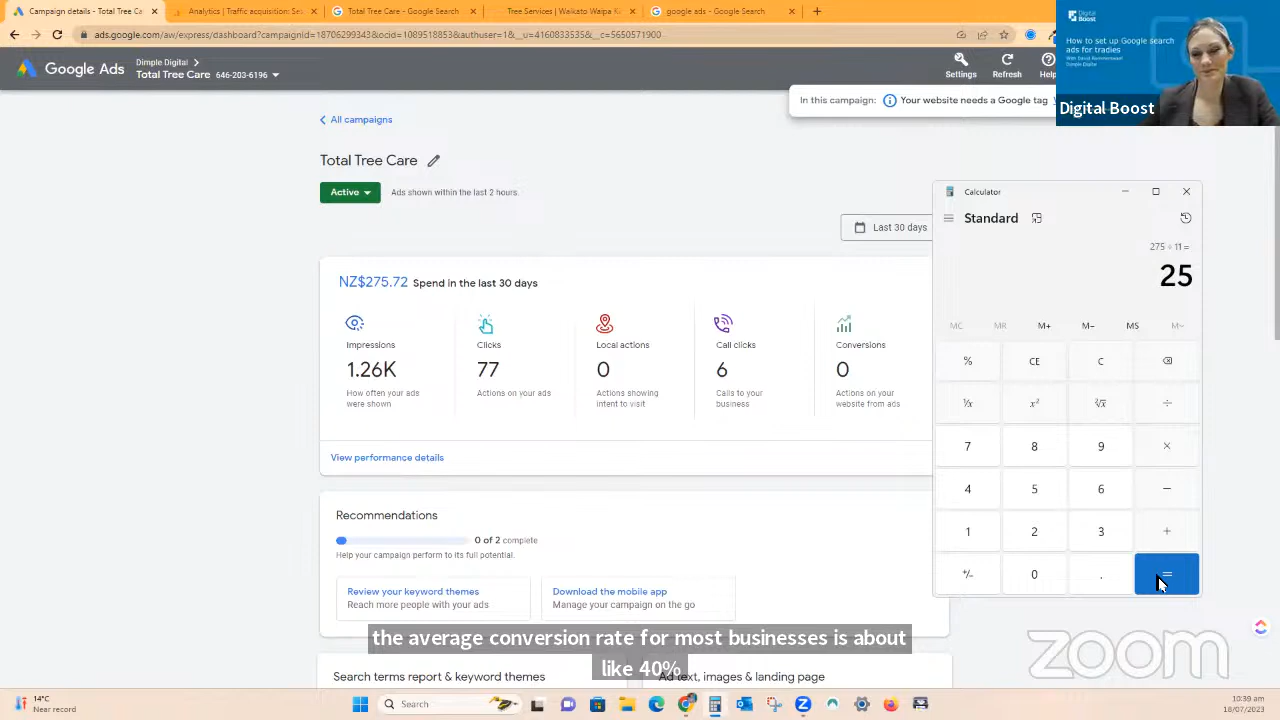 Campaign details - Total Tree Ca
Analytics | Traffic acquisition: Se
Total Tree Care - Google Search
Tree Services | Waikato Waipa Ki
google ads - Google Search
ads.google.com/aw/express/dashboard?campaignId=18706299342&ocid=1089518853&authuser=1&__u=4160833535&__c=5650571900
Google Ads
Dimple Digital
Total Tree Care 646-203-6196
Settings
Refresh
Help
In this campaign: Your website needs a Google tag
Digital Boost
How to set up Google search
ads for tradies
Dimple Digital
Digital Boost
All campaigns
Total Tree Care
Active
Ads shown within the last 2 hours.
Last 30 days
NZ$275.72 Spend in the last 30 days
Impressions
1.26K
How often your ads
were shown
Clicks
77
Actions on your ads
Local actions
0
Actions showing
intent to visit
Call clicks
6
Calls to your
business
Conversions
0
Actions on your
website from ads
View performance details
Recommendations
0 of 2 complete
Help your campaign perform to its full potential.
Review your keyword themes
Reach more people with your ads
Download the mobile app
Manage your campaign on the go
Search terms report & keyword themes
Ad text, images & landing page
Calculator
Standard
275 ÷ 11 =
25
MC MR M+ M− MS M
% CE C
¹/x x² ²√x ÷
7 8 9 ×
4 5 6 −
1 2 3 +
+/− 0 . =
the average conversion rate for most businesses is about
like 40%
zoom
14°C
Near record
Search
10:39 am
18/07/2023